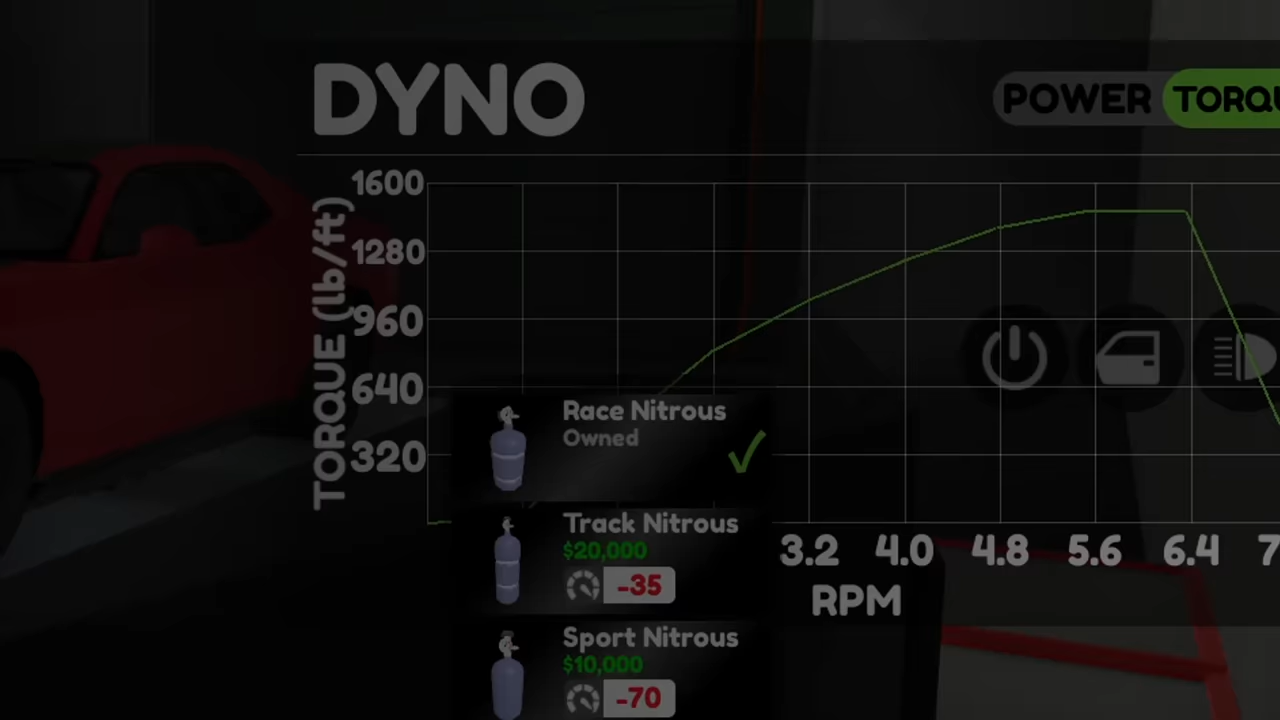 DYNO
POWER
1600
1280
960
640
320
TORQUE (lb/ft)
Race Nitrous
Owned
Track Nitrous
$20,000
-35
Sport Nitrous
$10,000
-70
3.2 4.0 4.8 5.6 6.4
RPM